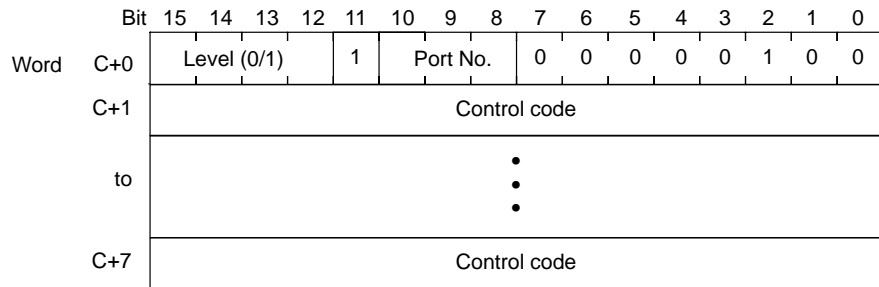 Bit 15 14 13 12 11 10 9 8 7 6 5 4 3 2 1 0
Word C+0 Level (0/1) 1 Port No. 0 0 0 0 0 1 0 0
C+1 Control code
to
C+7 Control code